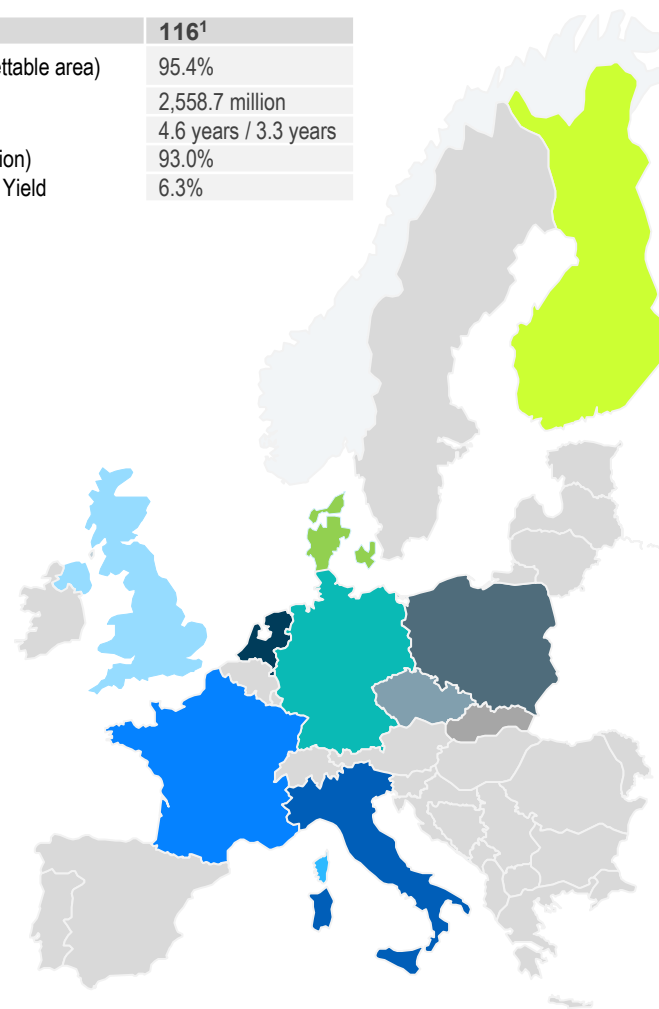 116¹
ettable area) 95.4%
2,558.7 million
4.6 years / 3.3 years
ion) 93.0%
Yield 6.3%